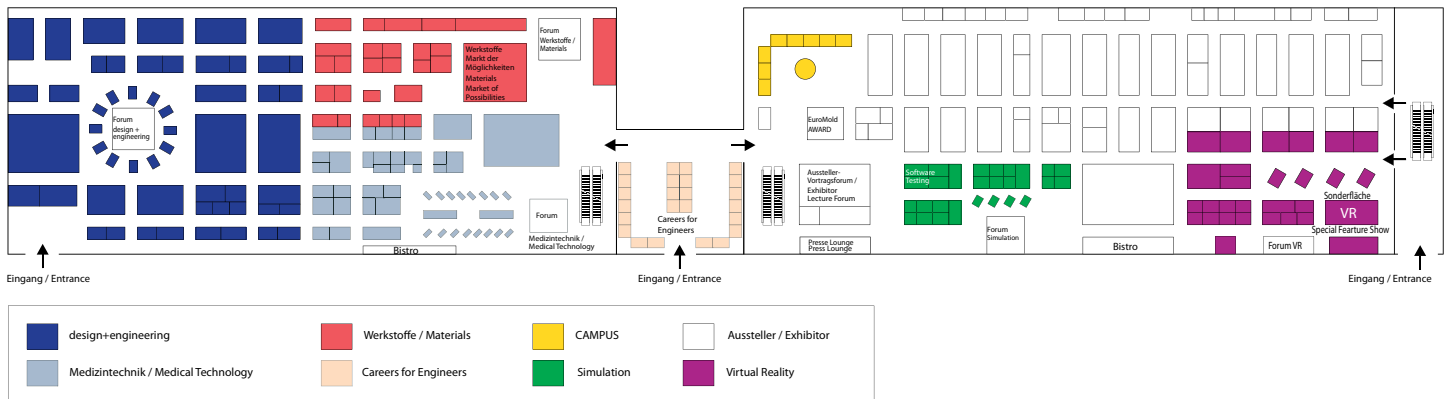 Forum
Werkstoffe /
Materials
Werkstoffe
Markt der
Möglichkeiten
Materials
Market of
Possibilities
Forum
design +
engineering
EuroMold
AWARD
Aussteller-
Vortragsforum /
Exhibitor
Lecture Forum
Software
Testing
Sonderfläche
VR
Special Fearture Show
Forum
Medizintechnik /
Medical Technology
Careers for
Engineers
Forum
Simulation
Presse Lounge
Press Lounge
Bistro
Bistro
Forum VR
Eingang / Entrance
Eingang / Entrance
Eingang / Entrance
design+engineering
Werkstoffe / Materials
CAMPUS
Aussteller / Exhibitor
Medizintechnik / Medical Technology
Careers for Engineers
Simulation
Virtual Reality